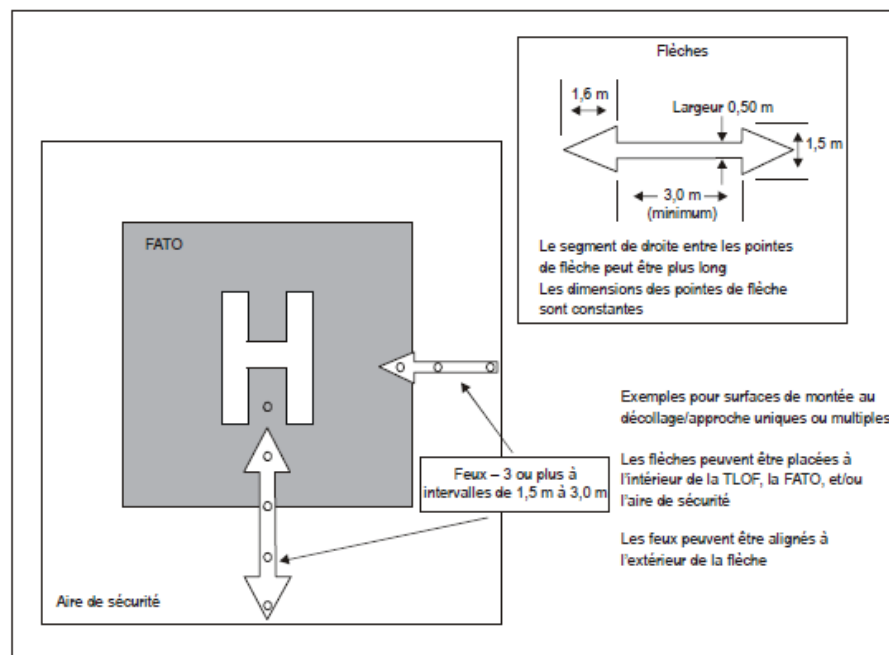 Flèches
1,6 m
Largeur 0,50 m
1,5 m
3,0 m
(minimum)
Le segment de droite entre les pointes
de flèche peut être plus long
Les dimensions des pointes de flèche
sont constantes
FATO
H
Exemples pour surfaces de montée au
décollage/approche uniques ou multiples
Les flèches peuvent être placées à
l'intérieur de la TLOF, la FATO, et/ou
l'aire de sécurité
Les feux peuvent être alignés à
l'extérieur de la flèche
Feux – 3 ou plus à
intervalles de 1,5 m à 3,0 m
Aire de sécurité